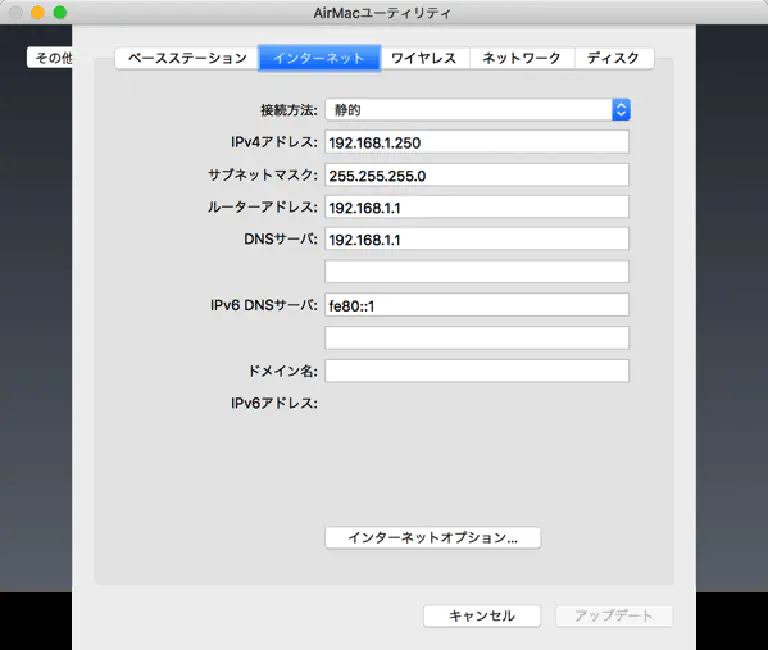 AirMacユーティリティ
その他
ベースステーション インターネット ワイヤレス ネットワーク ディスク
接続方法: 静的
IPv4アドレス: 192.168.1.250
サブネットマスク: 255.255.255.0
ルーターアドレス: 192.168.1.1
DNSサーバ: 192.168.1.1
IPv6 DNSサーバ: fe80::1
ドメイン名:
IPv6アドレス:
インターネットオプション...
キャンセル アップデート